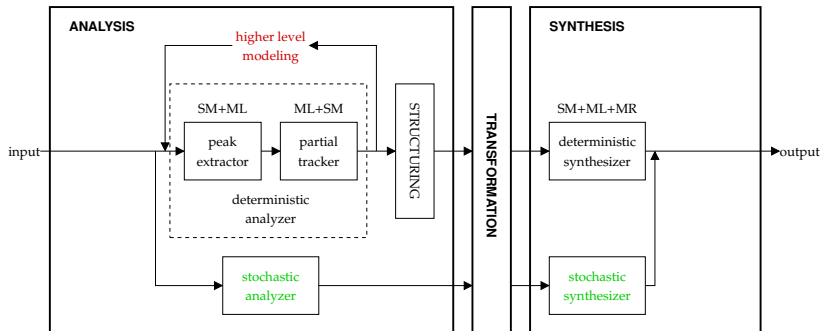 ANALYSIS
SYNTHESIS
higher level
modeling
SM+ML
ML+SM
SM+ML+MR
input
peak
extractor
partial
tracker
STRUCTURING
TRANSFORMATION
deterministic
synthesizer
output
deterministic
analyzer
stochastic
analyzer
stochastic
synthesizer